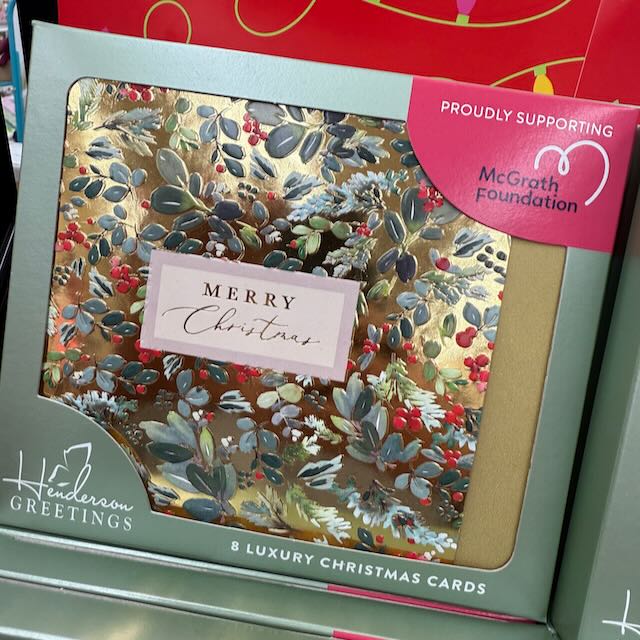 PROUDLY SUPPORTING
McGrath
Foundation
MERRY
Christmas
Henderson
GREETINGS
8 LUXURY CHRISTMAS CARDS